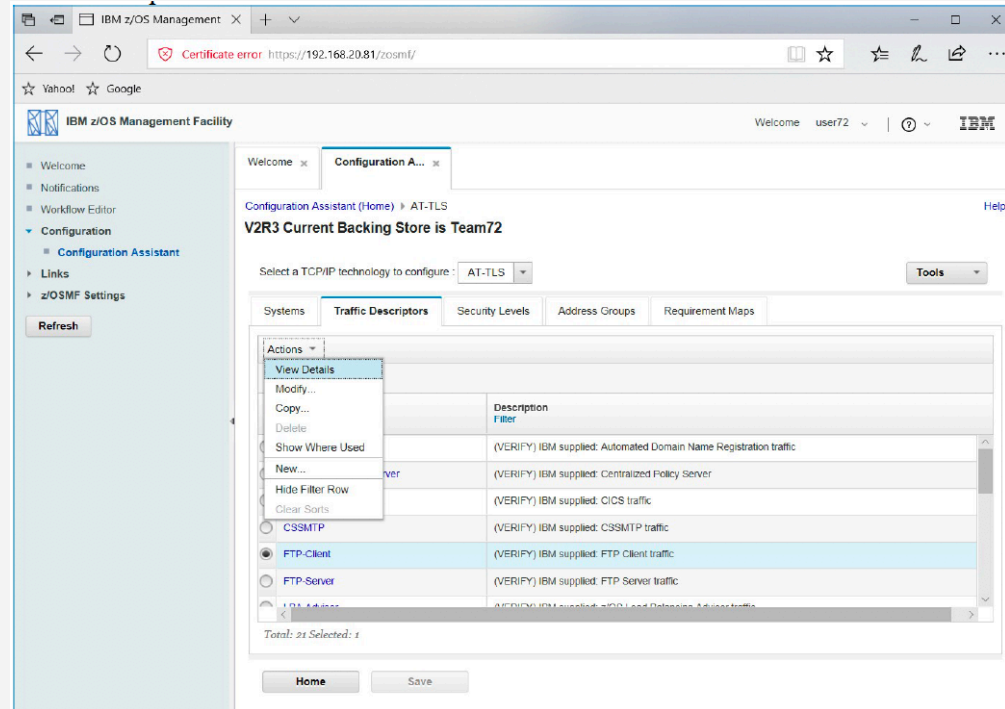 IBM z/OS Management
Certificate error https://192.168.20.81/zosmf/
Yahoo! Google
IBM z/OS Management Facility
Welcome user72
IBM
Welcome
Notifications
Workflow Editor
Configuration
Configuration Assistant
Links
z/OSMF Settings
Refresh
Welcome
Configuration A...
Configuration Assistant (Home) AT-TLS
Help
V2R3 Current Backing Store is Team72
Select a TCP/IP technology to configure : AT-TLS
Tools
Systems Traffic Descriptors Security Levels Address Groups Requirement Maps
Actions
View Details
Modify...
Copy...
Delete
Show Where Used
New...
Hide Filter Row
Clear Sorts
Description
Filter
(VERIFY) IBM supplied: Automated Domain Name Registration traffic
ver (VERIFY) IBM supplied: Centralized Policy Server
(VERIFY) IBM supplied: CICS traffic
CSSMTP (VERIFY) IBM supplied: CSSMTP traffic
FTP-Client (VERIFY) IBM supplied: FTP Client traffic
FTP-Server (VERIFY) IBM supplied: FTP Server traffic
Total: 21 Selected: 1
Home Save